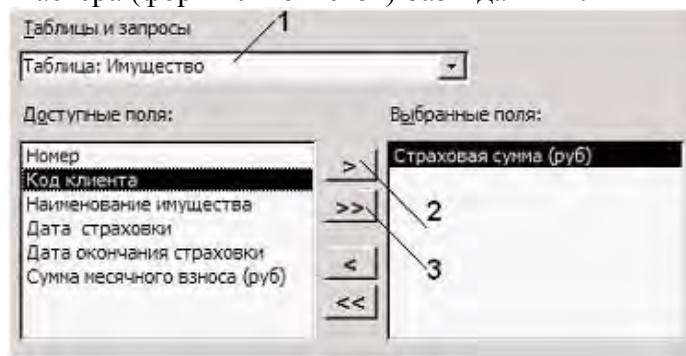 Таблицы и запросы
1
Таблица: Имущество
Доступные поля:
Выбранные поля:
Номер
Код клиента
Наименование имущества
Дата страховки
Дата окончания страховки
Сумма месячного взноса (руб)
>
>>
<
<<
Страховая сумма (руб)
2
3